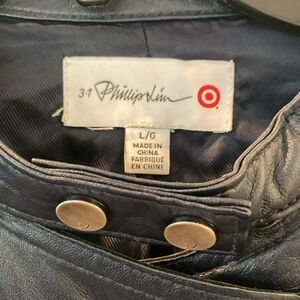 3.1 Phillip Lim
L/G
MADE IN
CHINA
FABRIQUÉ
EN CHINE